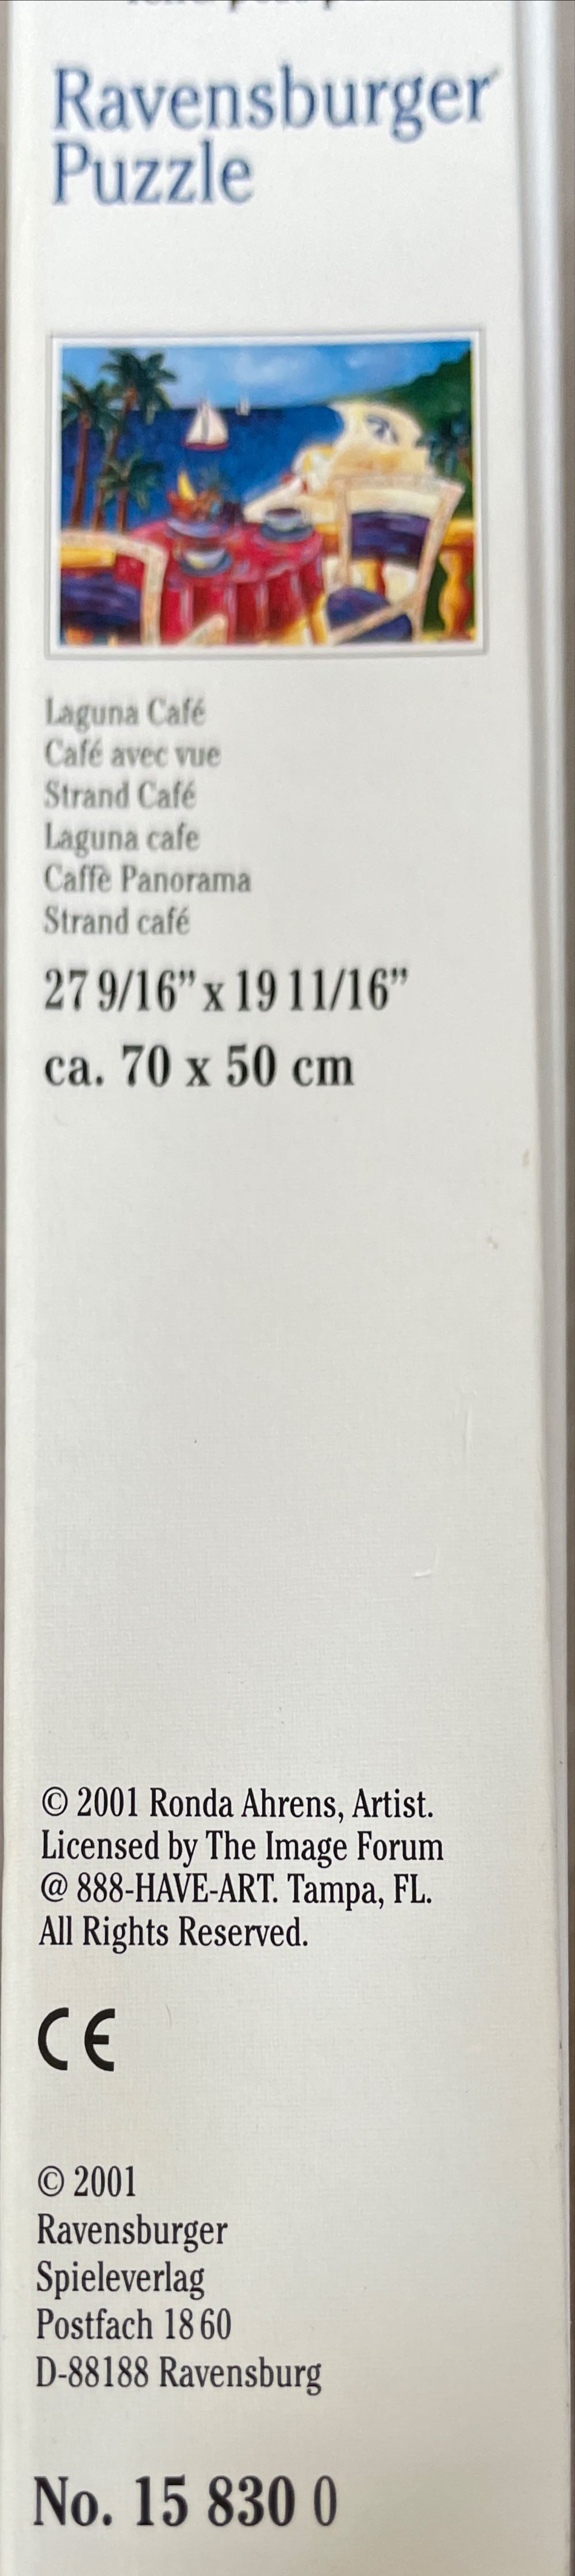 Ravensburger
Puzzle
Laguna Café
Café avec vue
Strand Café
Laguna cafe
Caffè Panorama
Strand café
27 9/16” x 19 11/16”
ca. 70 x 50 cm
© 2001 Ronda Ahrens, Artist.
Licensed by The Image Forum
@ 888-HAVE-ART. Tampa, FL.
All Rights Reserved.
CE
© 2001
Ravensburger
Spieleverlag
Postfach 18 60
D-88188 Ravensburg
No. 15 830 0